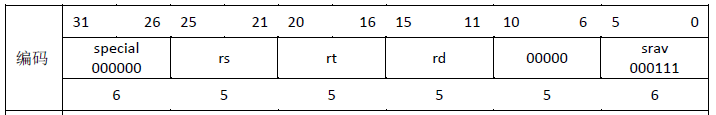 31 26 25 21 20 16 15 11 10 6 5 0
编码 special 000000 rs rt rd 00000 srav 000111
6 5 5 5 5 6